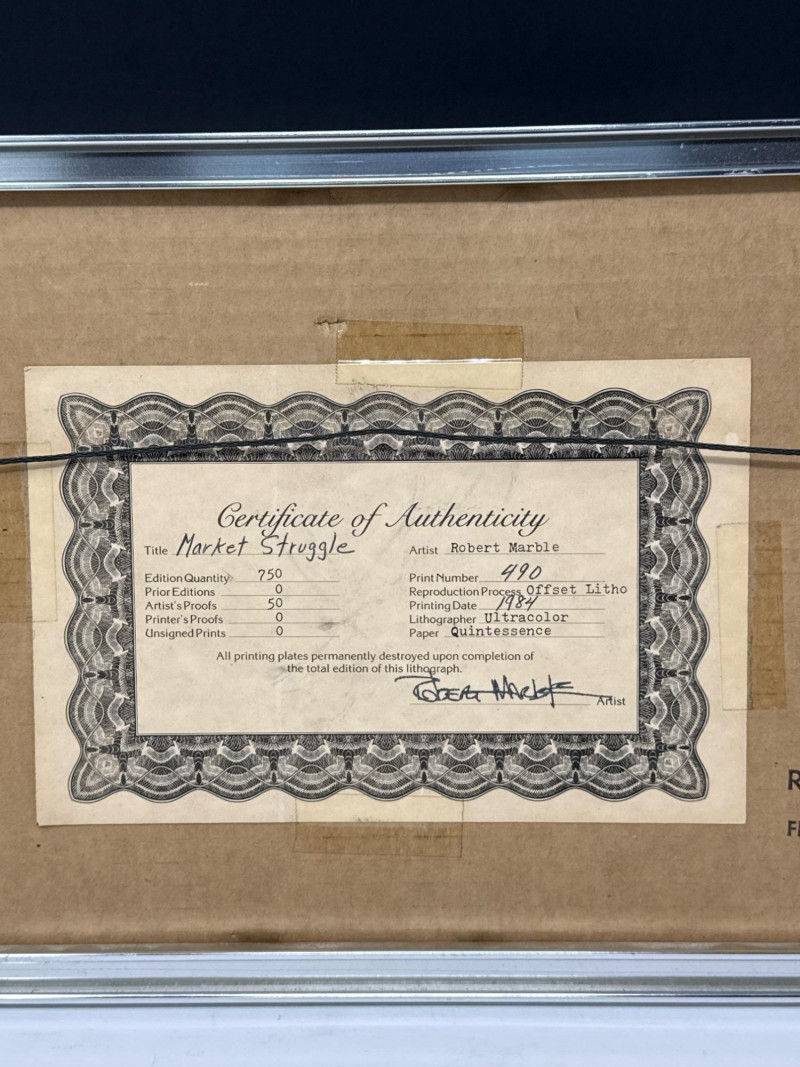 Certificate of Authenticity
Title Market Struggle
Artist Robert Marble
Edition Quantity 750
Print Number 490
Prior Editions 0
Reproduction Process Offset Litho
Artist's Proofs 50
Printing Date 1984
Printer's Proofs 0
Lithographer Ultracolor
Unsigned Prints 0
Paper Quintessence
All printing plates permanently destroyed upon completion of
the total edition of this lithograph.
Robert Marble
Artist
R